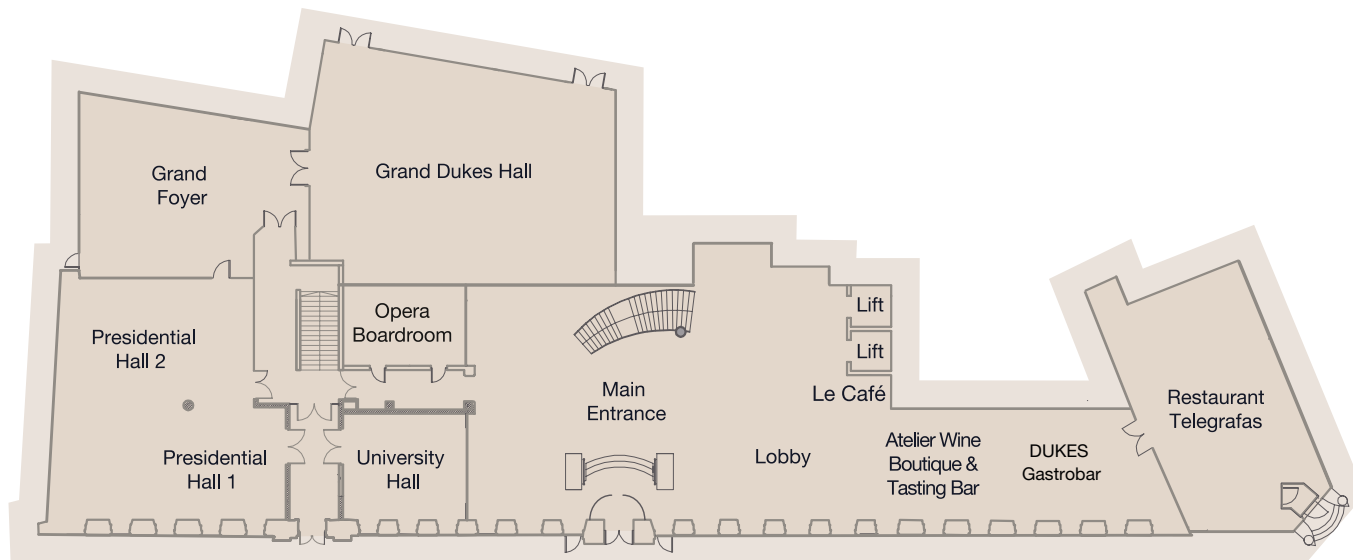 Grand
Foyer
Grand Dukes Hall
Opera
Boardroom
Lift
Lift
Presidential
Hall 2
Main
Entrance
Le Café
Restaurant
Telegrafas
Presidential
Hall 1
University
Hall
Lobby
Atelier Wine
Boutique &
Tasting Bar
DUKES
Gastrobar